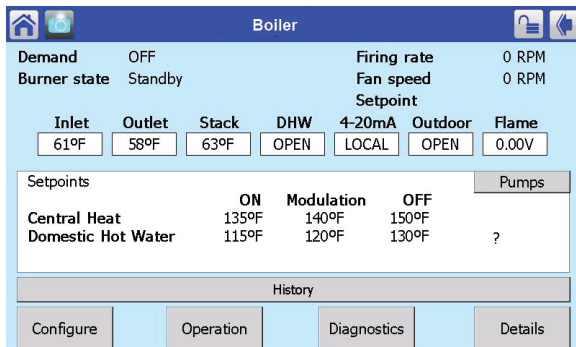 Boiler
Demand OFF Firing rate 0 RPM
Burner state Standby Fan speed 0 RPM
Setpoint
Inlet Outlet Stack DHW 4-20mA Outdoor Flame
61ºF 58ºF 63ºF OPEN LOCAL OPEN 0.00V
Setpoints Pumps
ON Modulation OFF
Central Heat 135ºF 140ºF 150ºF
Domestic Hot Water 115ºF 120ºF 130ºF ?
History
Configure Operation Diagnostics Details